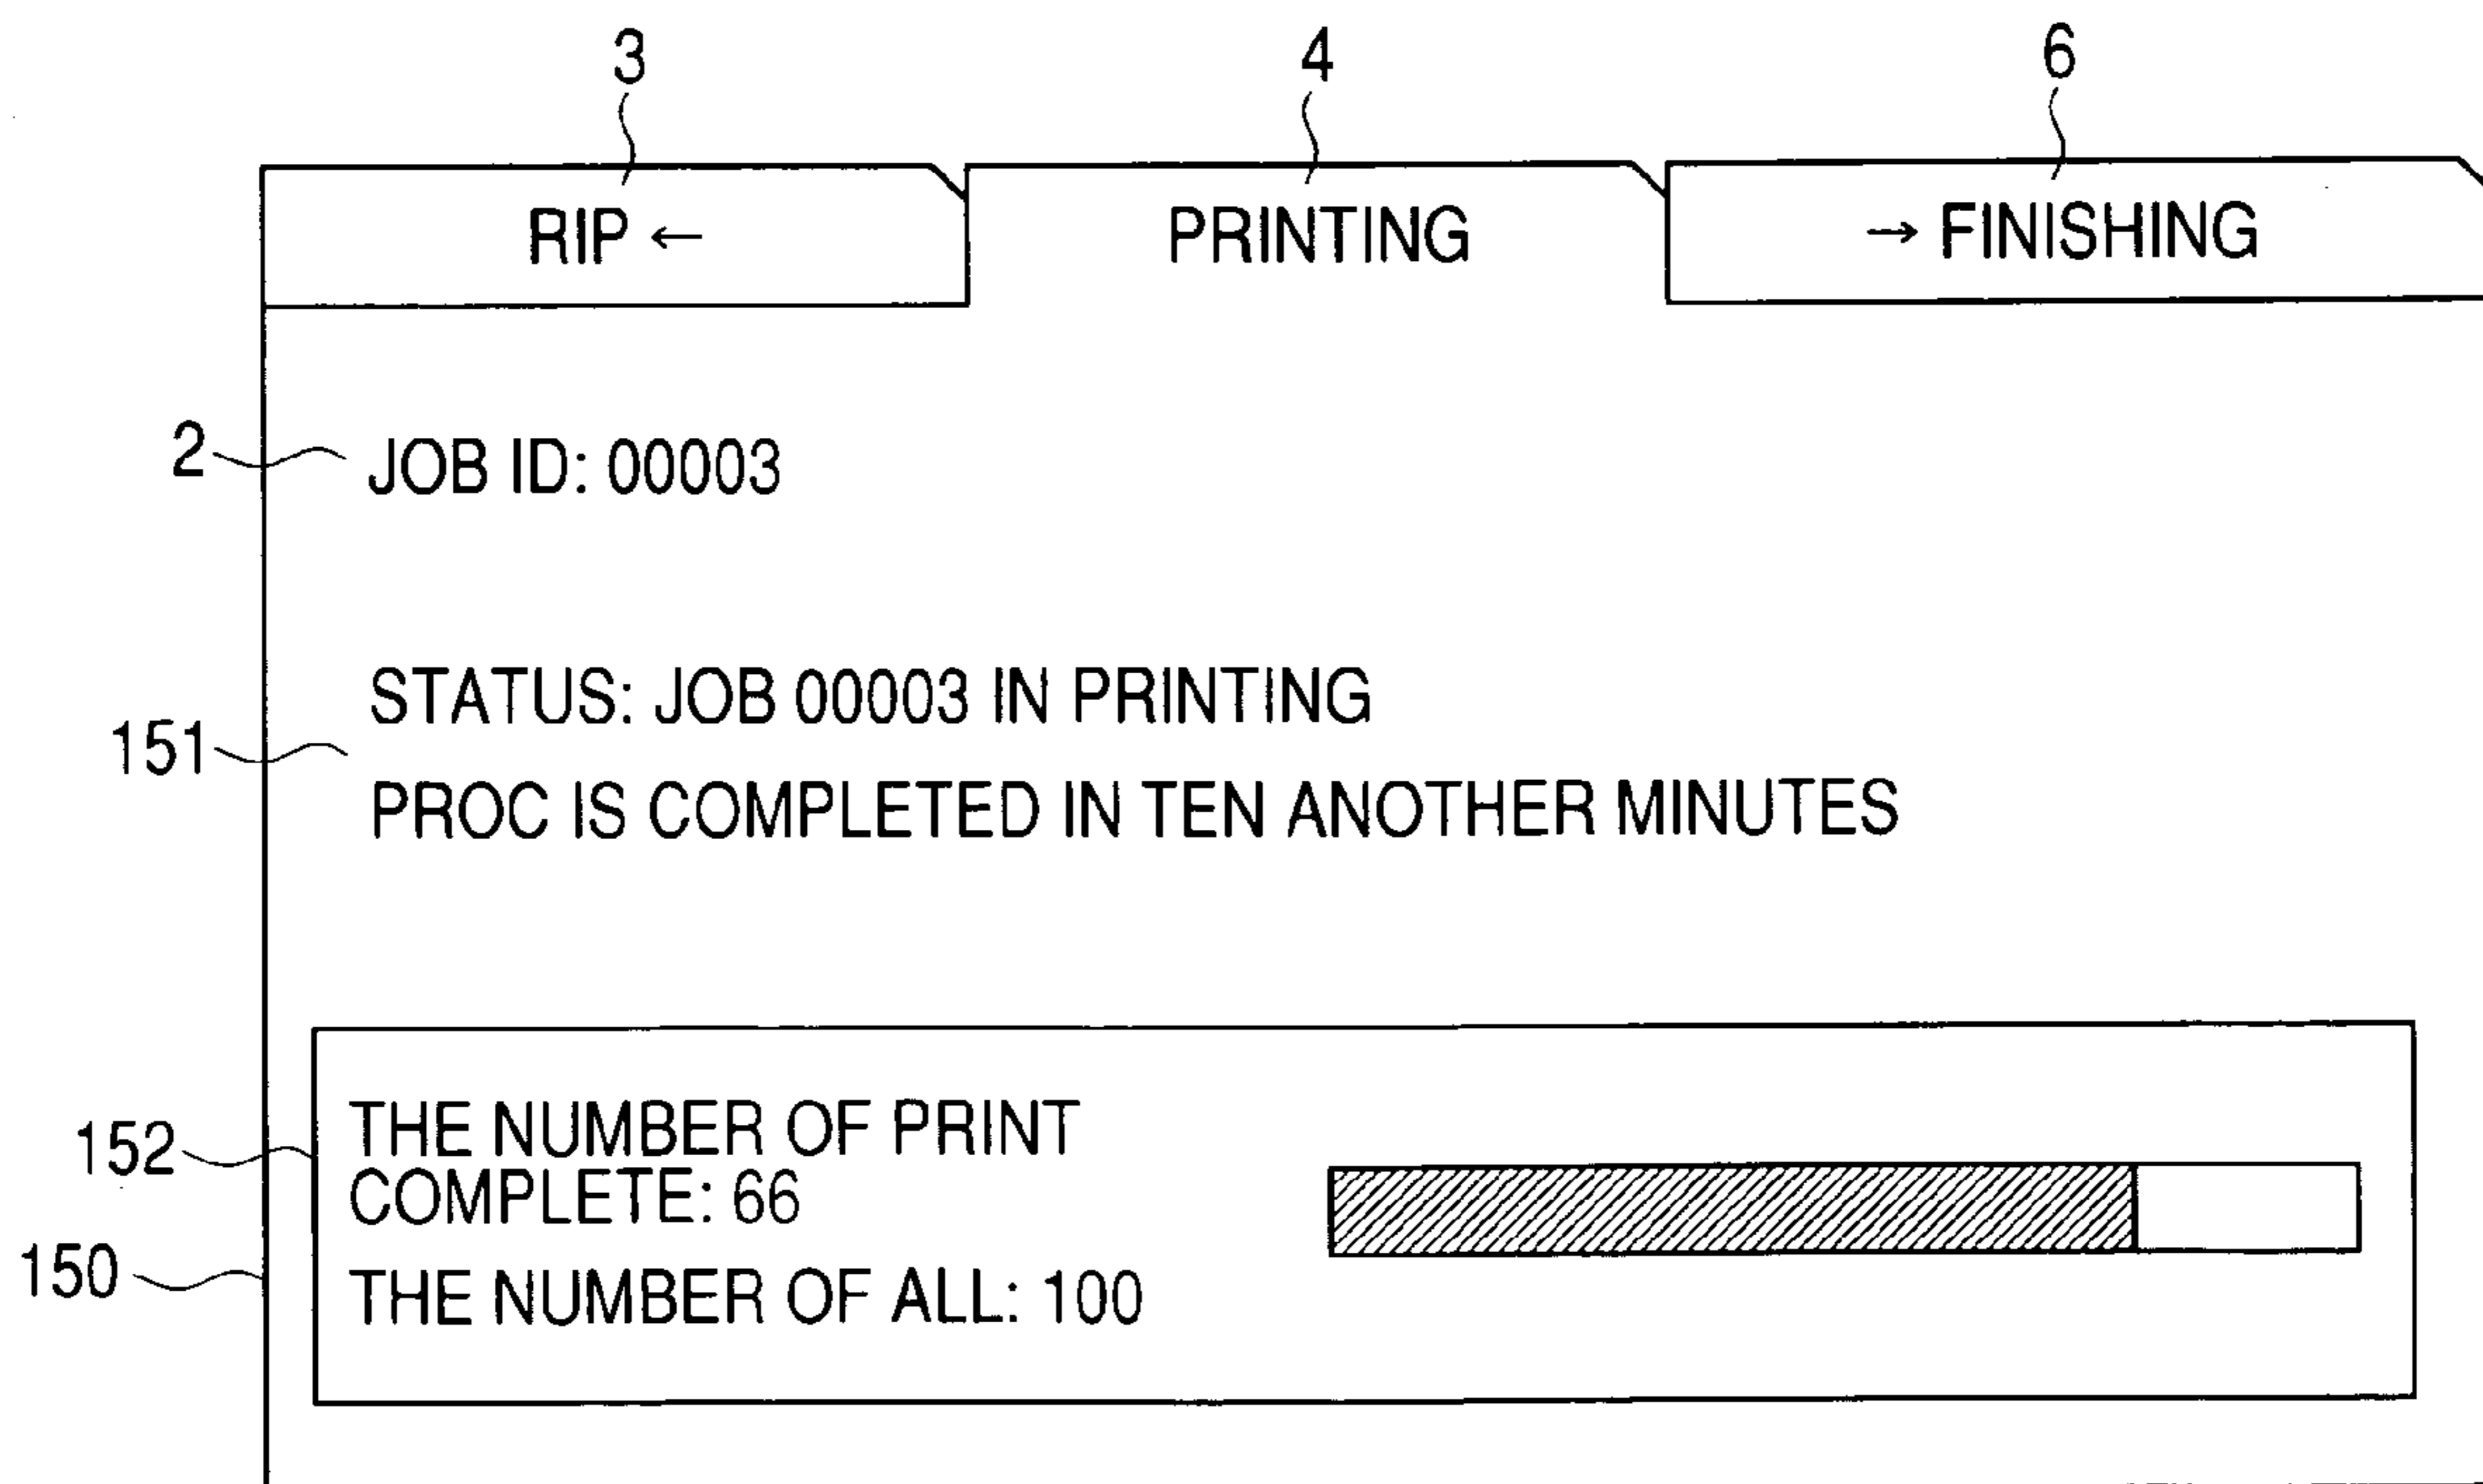 3 4 6
RIP ← PRINTING → FINISHING
2 JOB ID: 00003
STATUS: JOB 00003 IN PRINTING
151
PROC IS COMPLETED IN TEN ANOTHER MINUTES
THE NUMBER OF PRINT
152
COMPLETE: 66
150
THE NUMBER OF ALL: 100